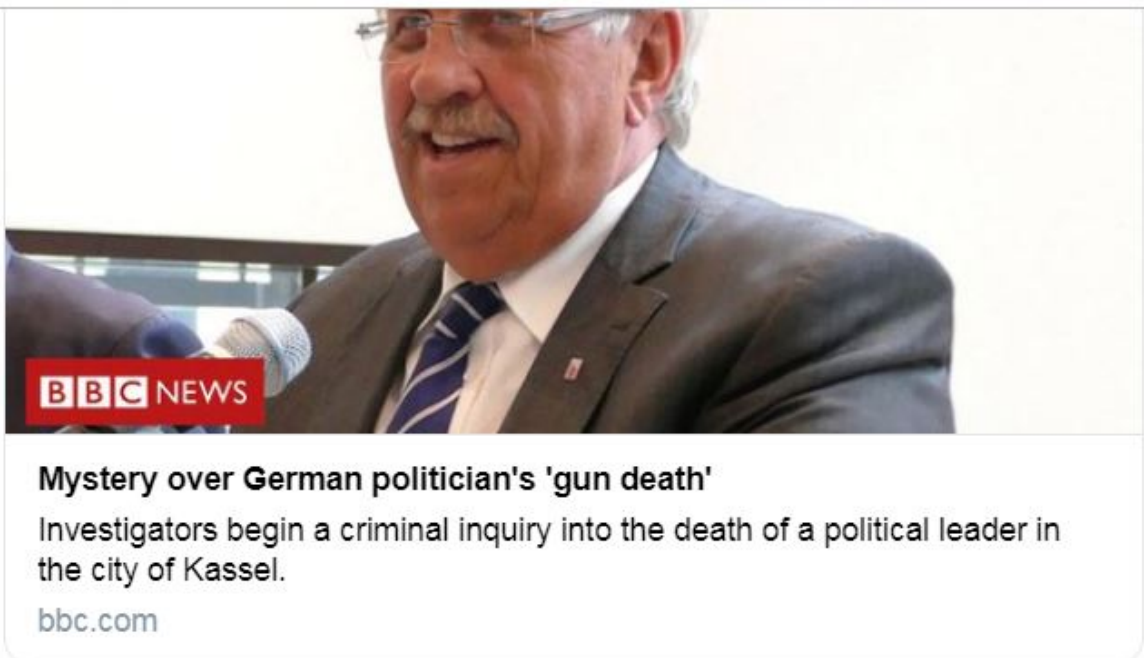 BBC NEWS
Mystery over German politician's 'gun death'
Investigators begin a criminal inquiry into the death of a political leader in
the city of Kassel.
bbc.com